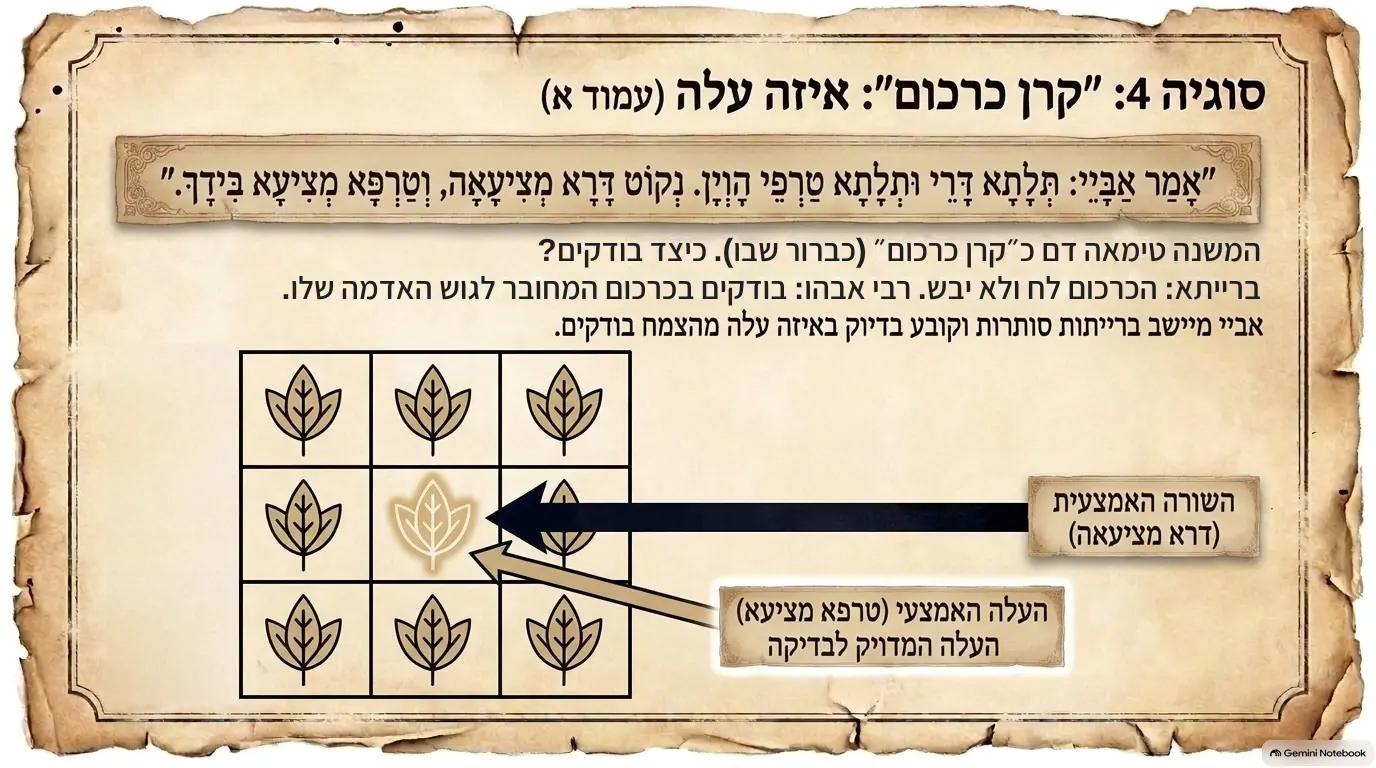 סוגיה 4: "קרן כרכום": איזה עלה (עמוד א)
"אָמַר אַבָּיֵי: תְּלָתָא דָּרֵי וּתְלָתָא טַרְפֵי הָוְיָן. נְקוֹט דָּרָא מְצִיעָאָה, וְטַרְפָּא מְצִיעָא בִּידָךְ."
המשנה טימאה דם כ״קרן כרכום״ (כברור שבו). כיצד בודקים?
ברייתא: הכרכום לח ולא יבש. רבי אבהו: בודקים בכרכום המחובר לגוש האדמה שלו.
אביי מיישב ברייתות סותרות וקובע בדיוק באיזה עלה מהצמח בודקים.
השורה האמצעית
(דרא מציעאה)
העלה האמצעי (טרפא מציעא)
העלה המדויק לבדיקה
Gemini Notebook